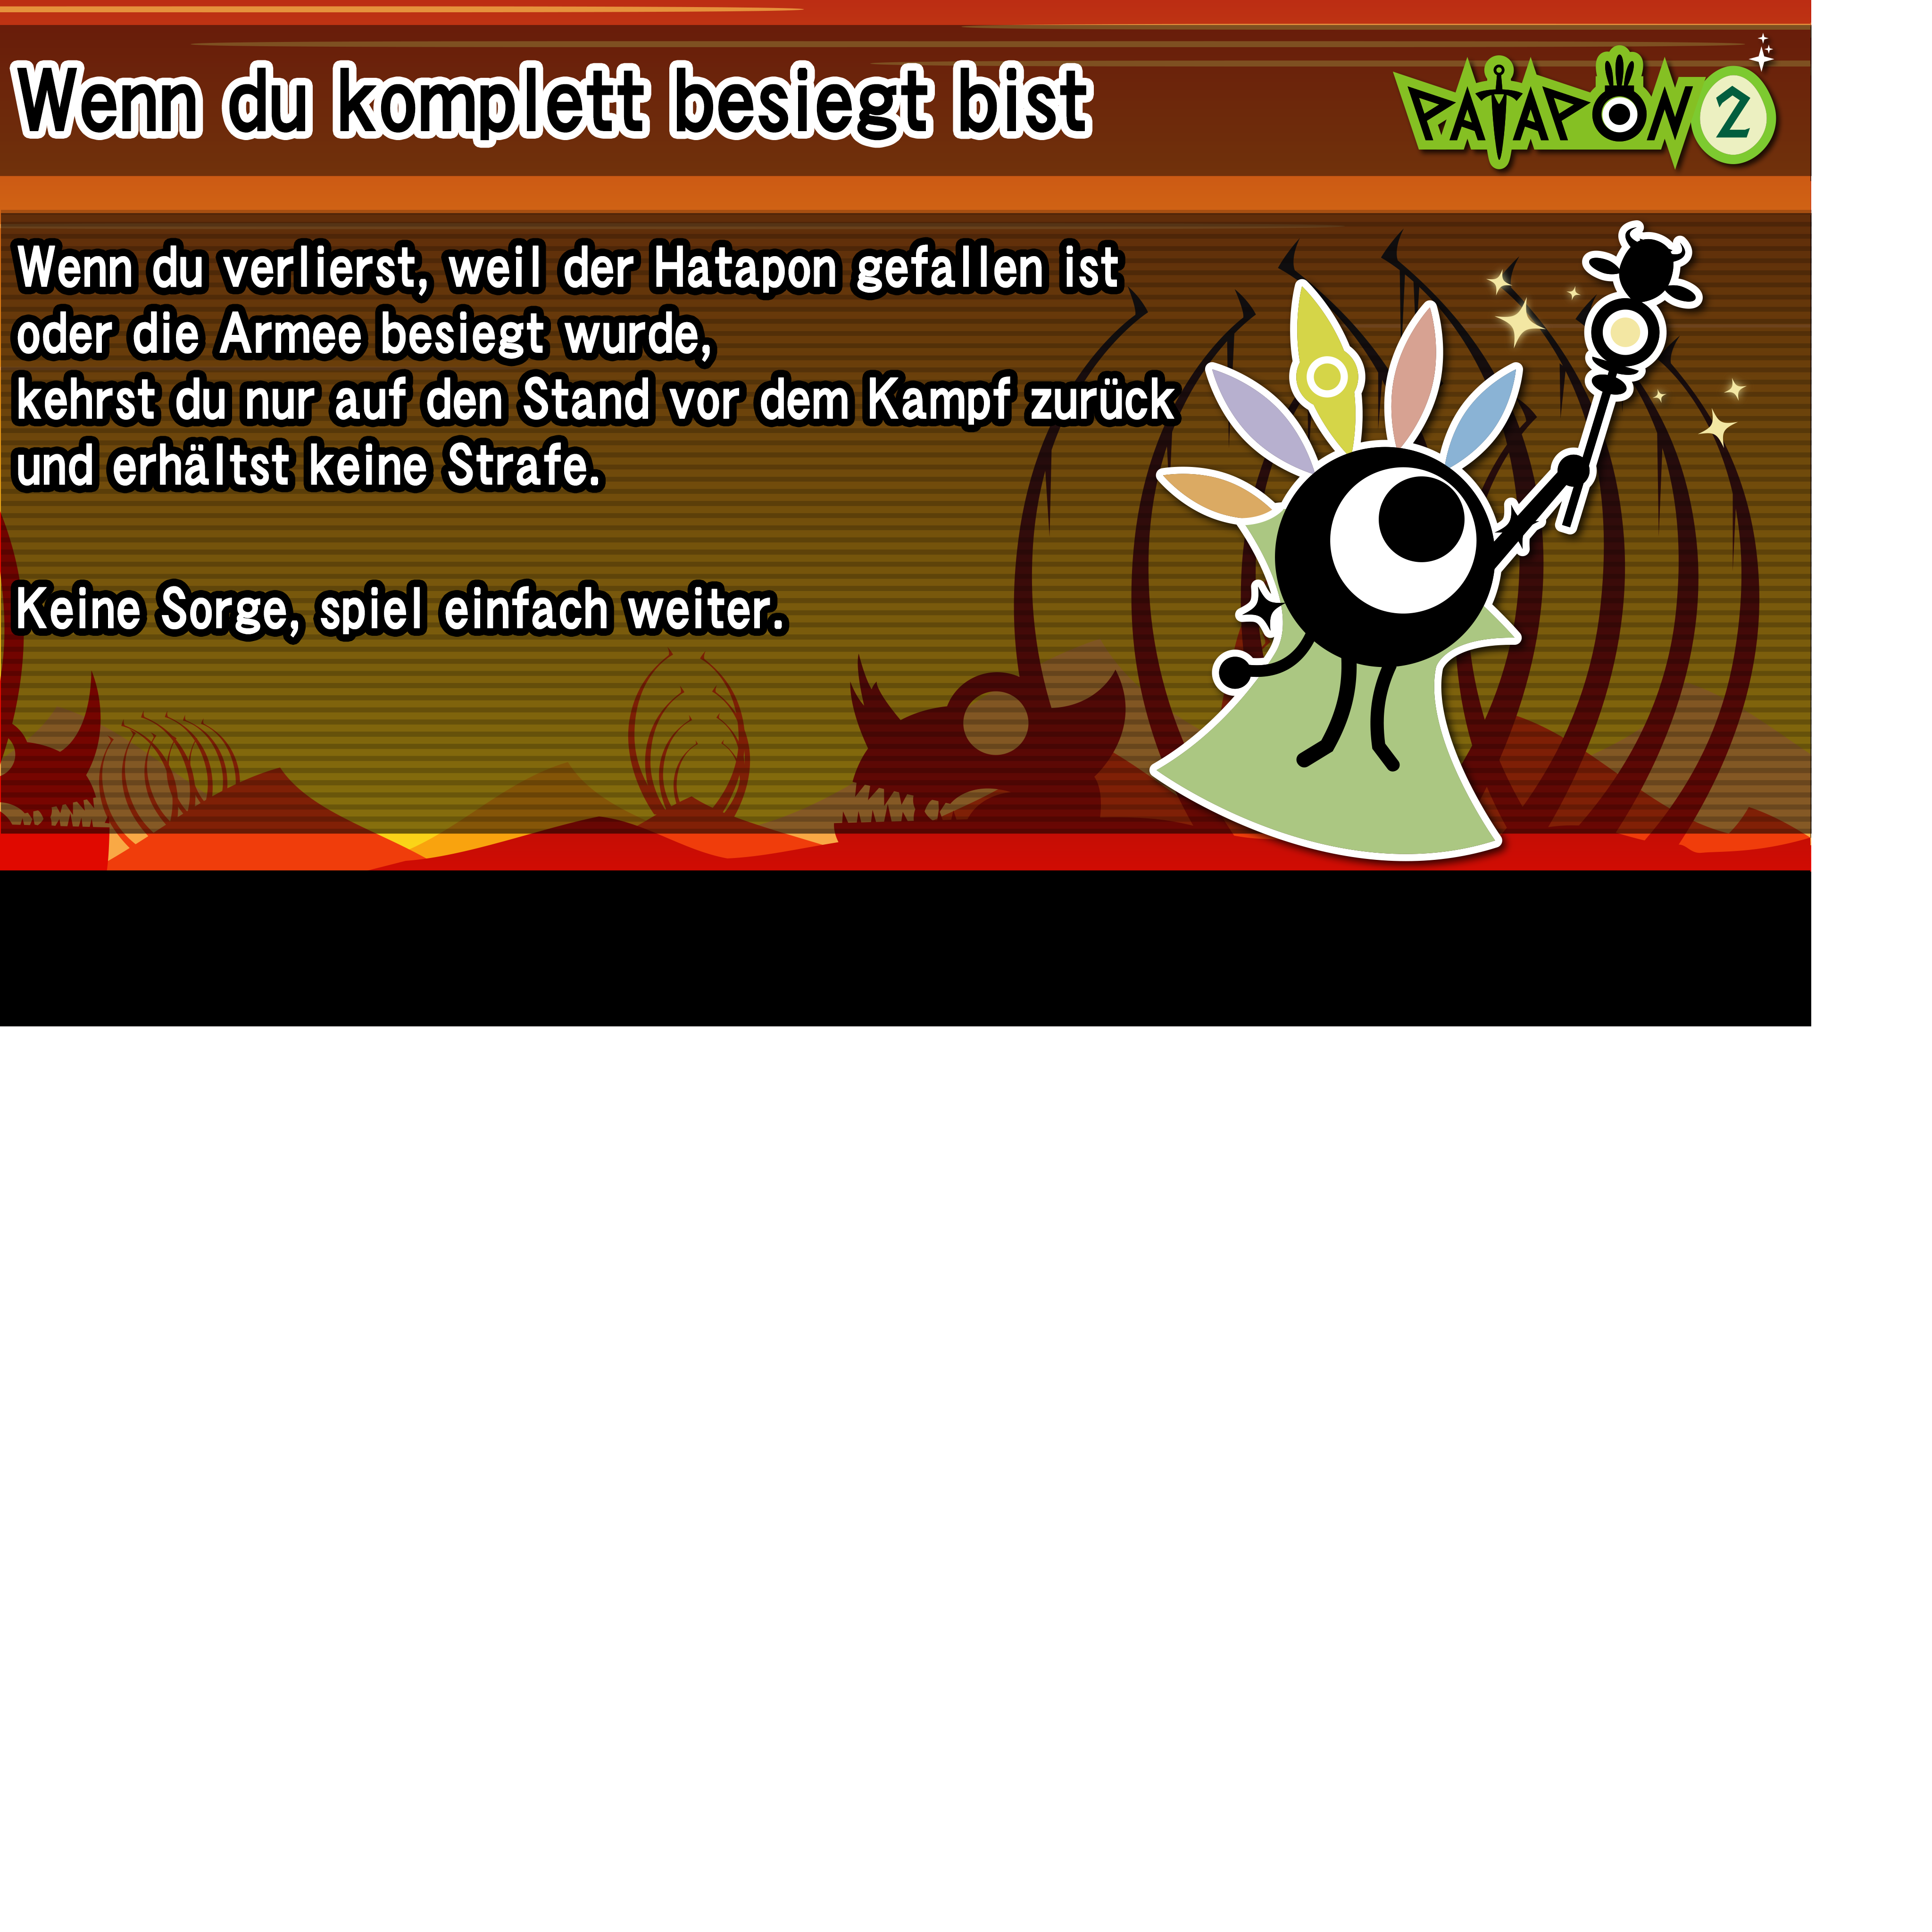 Wenn du komplett besiegt bist
PATAPON 2
Wenn du verlierst, weil der Hatapon gefallen ist
oder die Armee besiegt wurde,
kehrst du nur auf den Stand vor dem Kampf zurück
und erhältst keine Strafe.
Keine Sorge, spiel einfach weiter.